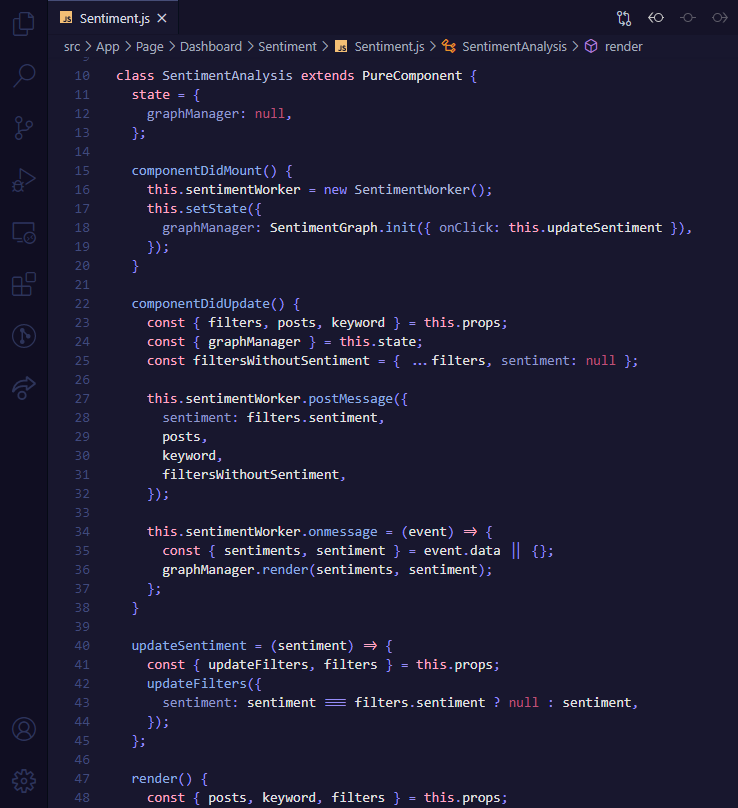 JS Sentiment.js
src > App > Page > Dashboard > Sentiment > JS Sentiment.js > SentimentAnalysis > render
9
10 class SentimentAnalysis extends PureComponent {
11 state = {
12 graphManager: null,
13 };
14
15 componentDidMount() {
16 this.sentimentWorker = new SentimentWorker();
17 this.setState({
18 graphManager: SentimentGraph.init({ onClick: this.updateSentiment }),
19 });
20 }
21
22 componentDidUpdate() {
23 const { filters, posts, keyword } = this.props;
24 const { graphManager } = this.state;
25 const filtersWithoutSentiment = { ...filters, sentiment: null };
26
27 this.sentimentWorker.postMessage({
28 sentiment: filters.sentiment,
29 posts,
30 keyword,
31 filtersWithoutSentiment,
32 });
33
34 this.sentimentWorker.onmessage = (event) => {
35 const { sentiments, sentiment } = event.data || {};
36 graphManager.render(sentiments, sentiment);
37 };
38 }
39
40 updateSentiment = (sentiment) => {
41 const { updateFilters, filters } = this.props;
42 updateFilters({
43 sentiment: sentiment === filters.sentiment ? null : sentiment,
44 });
45 };
46
47 render() {
48 const { posts, keyword, filters } = this.props;